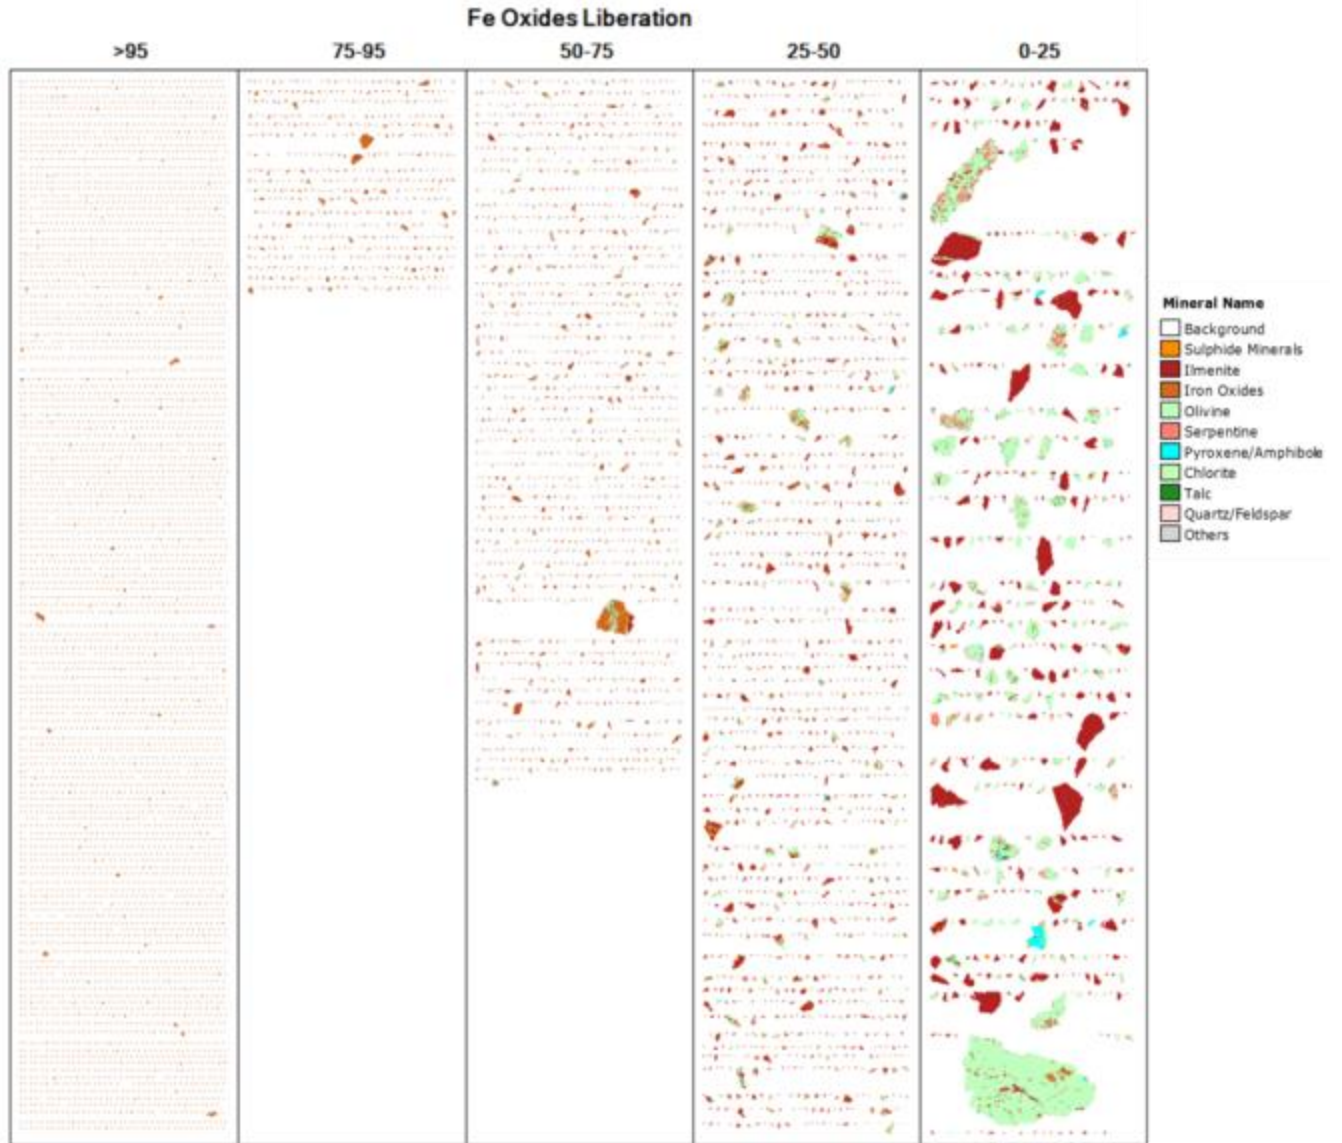 Fe Oxides Liberation
>95 75-95 50-75 25-50 0-25
Mineral Name
Background
Sulphide Minerals
Ilmenite
Iron Oxides
Olivine
Serpentine
Pyroxene/Amphibole
Chlorite
Talc
Quartz/Feldspar
Others